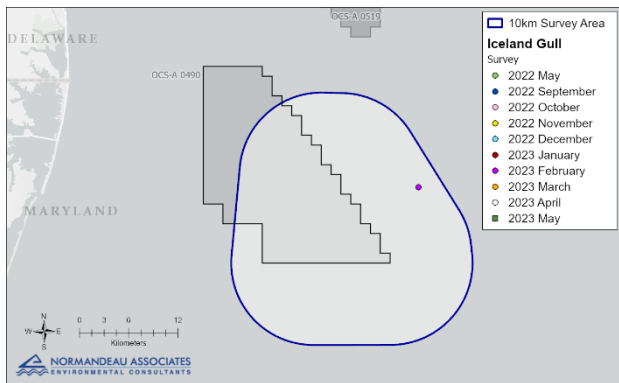 OCS-A 0519
DELAWARE
OCS-A 0490
MARYLAND
10km Survey Area
Iceland Gull
Survey
2022 May
2022 September
2022 October
2022 November
2022 December
2023 January
2023 February
2023 March
2023 April
2023 May
N
W E
S
0 3 6 12
Kilometers
NORMANDEAU ASSOCIATES
ENVIRONMENTAL CONSULTANTS